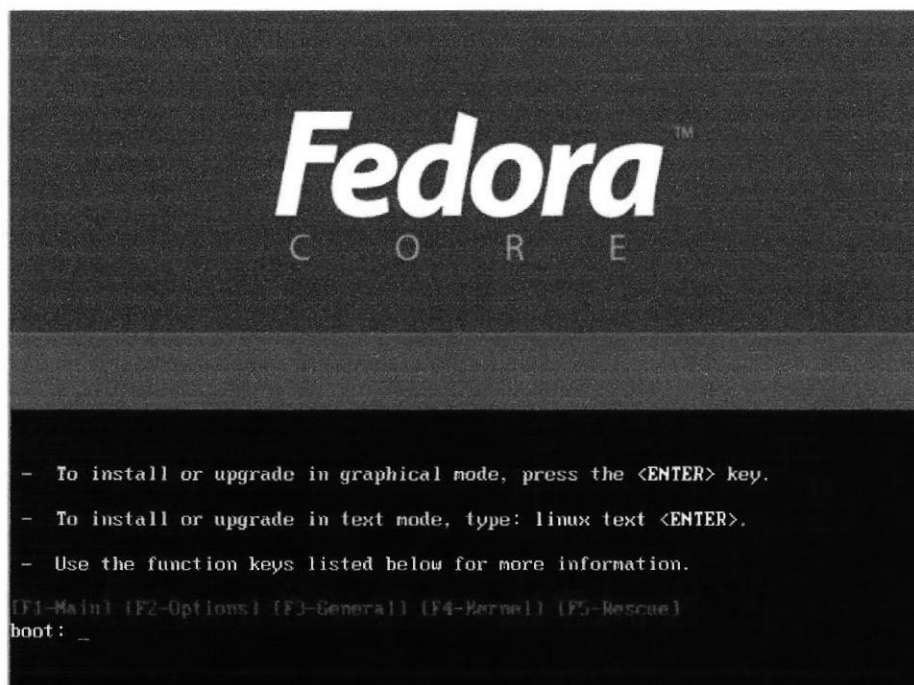 Fedora™
CORE
- To install or upgrade in graphical mode, press the <ENTER> key.
- To install or upgrade in text mode, type: linux text <ENTER>.
- Use the function keys listed below for more information.
[F1-Main] [F2-Options] [F3-General] [F4-Kernel] [F5-Rescue]
boot: _